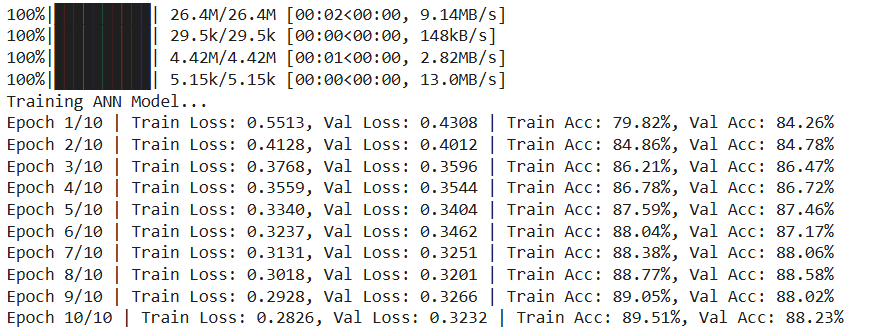 100%|██████████| 26.4M/26.4M [00:02<00:00, 9.14MB/s]
100%|██████████| 29.5k/29.5k [00:00<00:00, 148kB/s]
100%|██████████| 4.42M/4.42M [00:01<00:00, 2.82MB/s]
100%|██████████| 5.15k/5.15k [00:00<00:00, 13.0MB/s]
Training ANN Model...
Epoch 1/10 | Train Loss: 0.5513, Val Loss: 0.4308 | Train Acc: 79.82%, Val Acc: 84.26%
Epoch 2/10 | Train Loss: 0.4128, Val Loss: 0.4012 | Train Acc: 84.86%, Val Acc: 84.78%
Epoch 3/10 | Train Loss: 0.3768, Val Loss: 0.3596 | Train Acc: 86.21%, Val Acc: 86.47%
Epoch 4/10 | Train Loss: 0.3559, Val Loss: 0.3544 | Train Acc: 86.78%, Val Acc: 86.72%
Epoch 5/10 | Train Loss: 0.3340, Val Loss: 0.3404 | Train Acc: 87.59%, Val Acc: 87.46%
Epoch 6/10 | Train Loss: 0.3237, Val Loss: 0.3462 | Train Acc: 88.04%, Val Acc: 87.17%
Epoch 7/10 | Train Loss: 0.3131, Val Loss: 0.3251 | Train Acc: 88.38%, Val Acc: 88.06%
Epoch 8/10 | Train Loss: 0.3018, Val Loss: 0.3201 | Train Acc: 88.77%, Val Acc: 88.58%
Epoch 9/10 | Train Loss: 0.2928, Val Loss: 0.3266 | Train Acc: 89.05%, Val Acc: 88.02%
Epoch 10/10 | Train Loss: 0.2826, Val Loss: 0.3232 | Train Acc: 89.51%, Val Acc: 88.23%